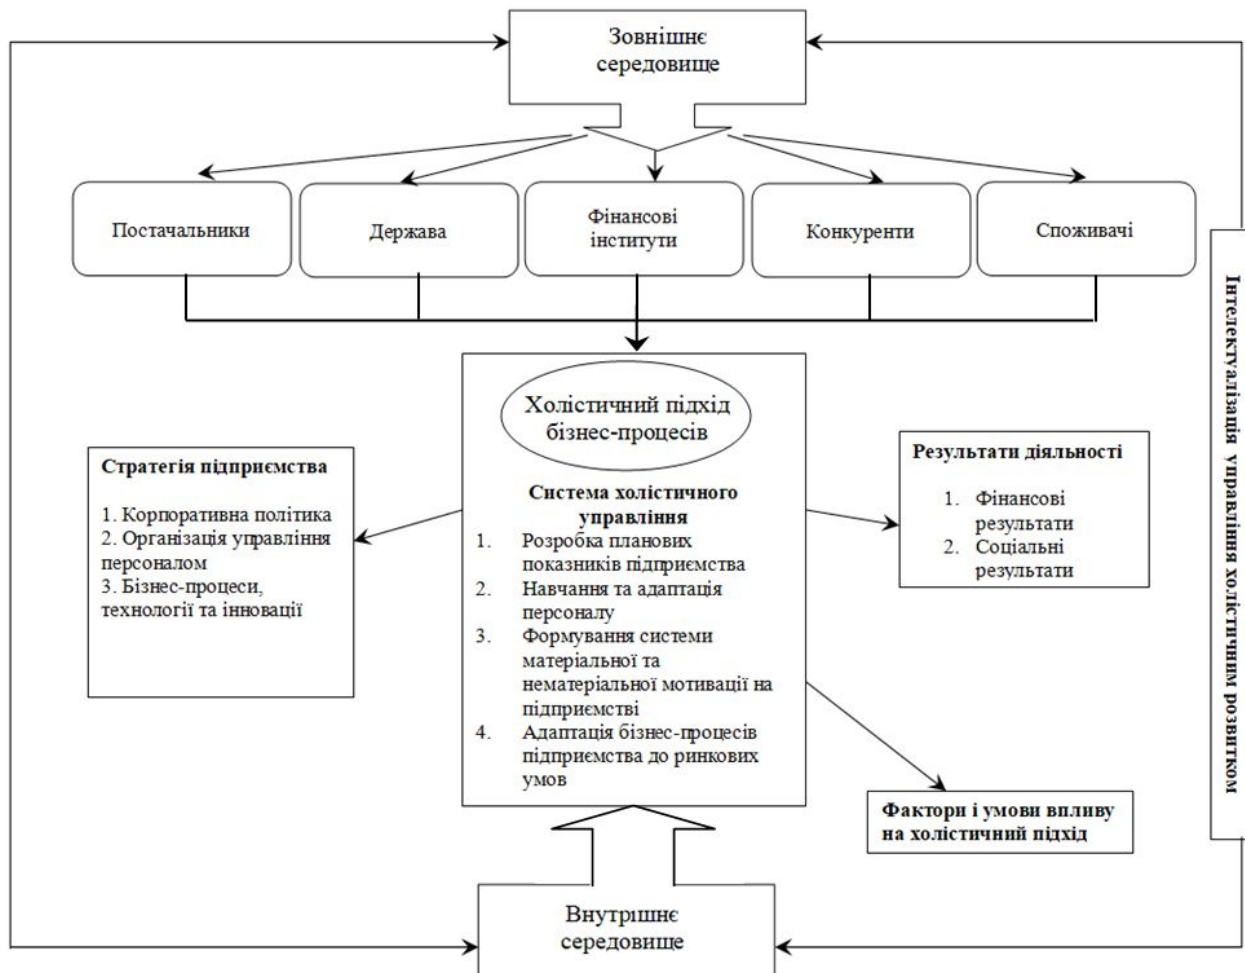 Зовнішнє
середовище
Постачальники
Держава
Фінансові
інститути
Конкуренти
Споживачі
Інтелектуалізація управління холістичним розвитком
Холістичний підхід
бізнес-процесів
Стратегія підприємства
1. Корпоративна політика
2. Організація управління
персоналом
3. Бізнес-процеси,
технології та інновації
Система холістичного
управління
1. Розробка планових
показників підприємства
2. Навчання та адаптація
персоналу
3. Формування системи
матеріальної та
нематеріальної мотивації на
підприємстві
4. Адаптація бізнес-процесів
підприємства до ринкових
умов
Результати діяльності
1. Фінансові
результати
2. Соціальні
результати
Фактори і умови впливу
на холістичний підхід
Внутрішнє
середовище